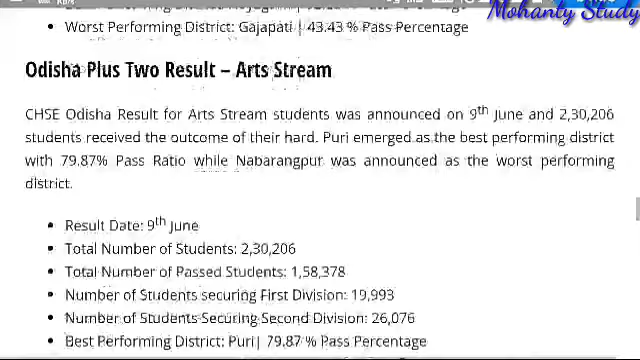 Mohanty Study
Worst Performing District: Gajapati | 43.43 % Pass Percentage
Odisha Plus Two Result – Arts Stream
CHSE Odisha Result for Arts Stream students was announced on 9th June and 2,30,206
students received the outcome of their hard. Puri emerged as the best performing district
with 79.87% Pass Ratio while Nabarangpur was announced as the worst performing
district.
• Result Date: 9th June
• Total Number of Students: 2,30,206
• Total Number of Passed Students: 1,58,378
• Number of Students securing First Division: 19,993
• Number of Students Securing Second Division: 26,076
• Best Performing District: Puri| 79.87 % Pass Percentage